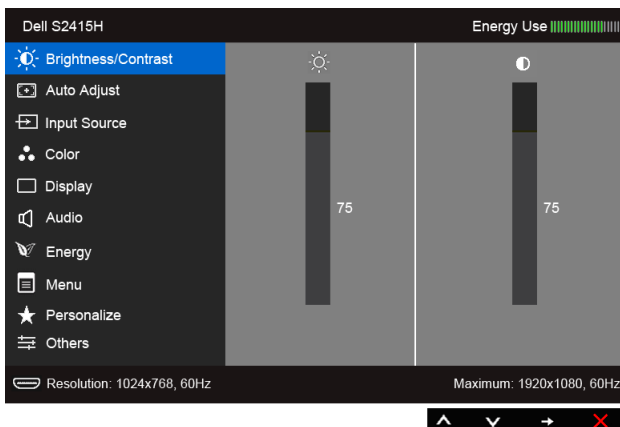 Dell S2415H Energy Use
Brightness/Contrast
Auto Adjust
Input Source
Color
Display
Audio
75 75
Energy
Menu
Personalize
Others
Resolution: 1024x768, 60Hz Maximum: 1920x1080, 60Hz